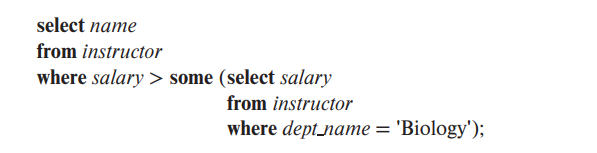 select name
from instructor
where salary > some (select salary
from instructor
where dept_name = 'Biology');